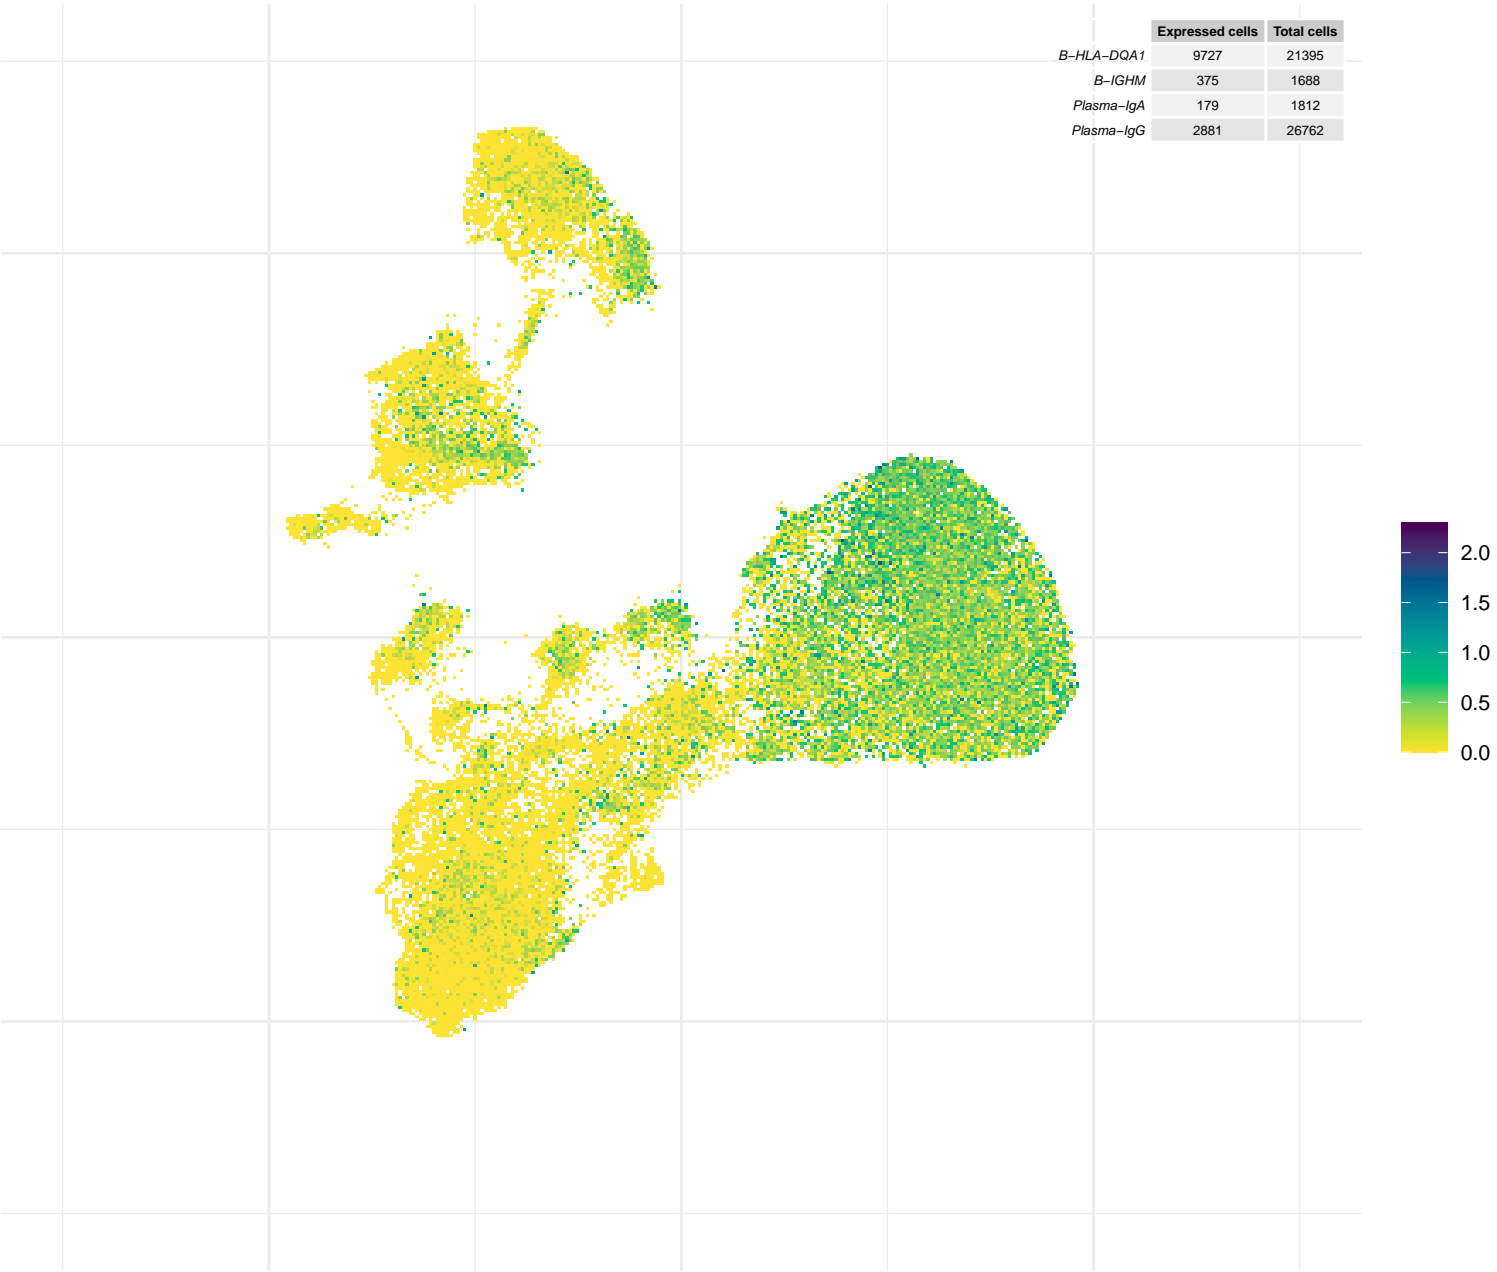 Expressed cells Total cells
B−HLA−DQA1 9727 21395
B−IGHM 375 1688
Plasma−IgA 179 1812
Plasma−IgG 2881 26762
2.0
1.5
1.0
0.5
0.0